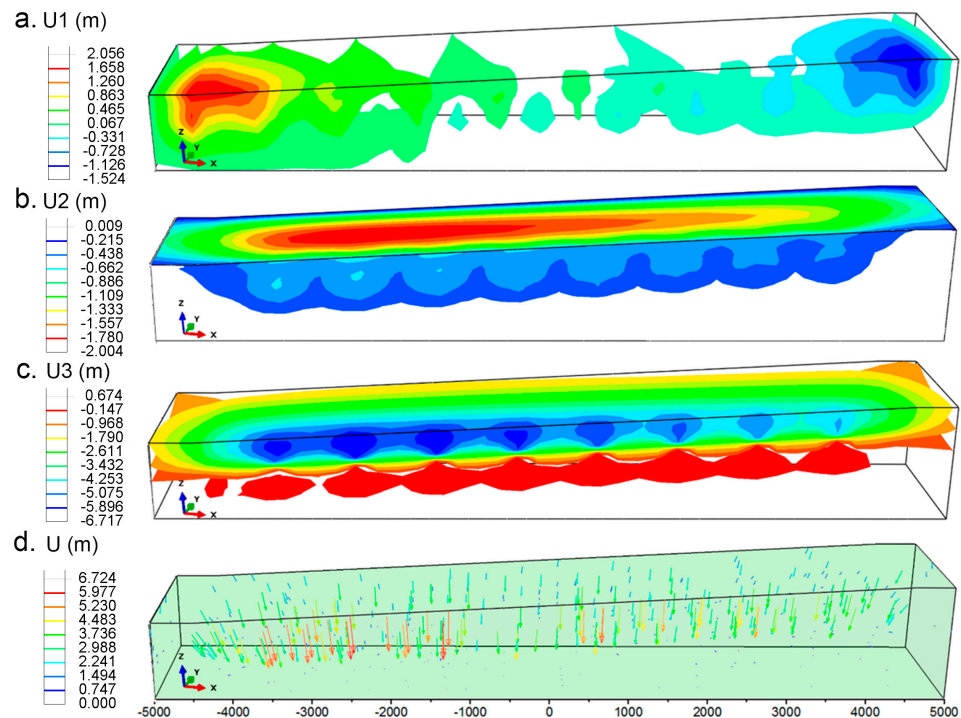 a. U1 (m)
2.056
1.658
1.260
0.863
0.465
0.067
-0.331
-0.728
-1.126
-1.524
Z
Y
X
b. U2 (m)
0.009
-0.215
-0.438
-0.662
-0.886
-1.109
-1.333
-1.557
-1.780
-2.004
Z
Y
X
c. U3 (m)
0.674
-0.147
-0.968
-1.790
-2.611
-3.432
-4.253
-5.075
-5.896
-6.717
Z
Y
X
d. U (m)
6.724
5.977
5.230
4.483
3.736
2.988
2.241
1.494
0.747
0.000
Z
Y
X
-5000 -4000 -3000 -2000 -1000 0 1000 2000 3000 4000 5000